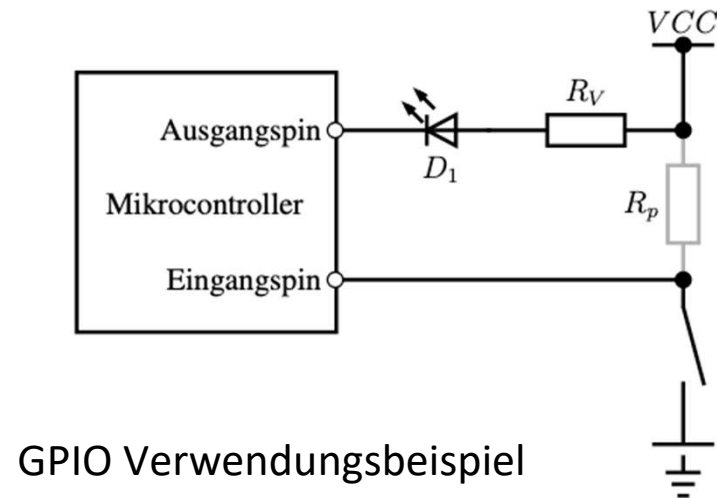 VCC
R_V
Ausgangspin
D_1
Mikrocontroller
R_p
Eingangspin
GPIO Verwendungsbeispiel